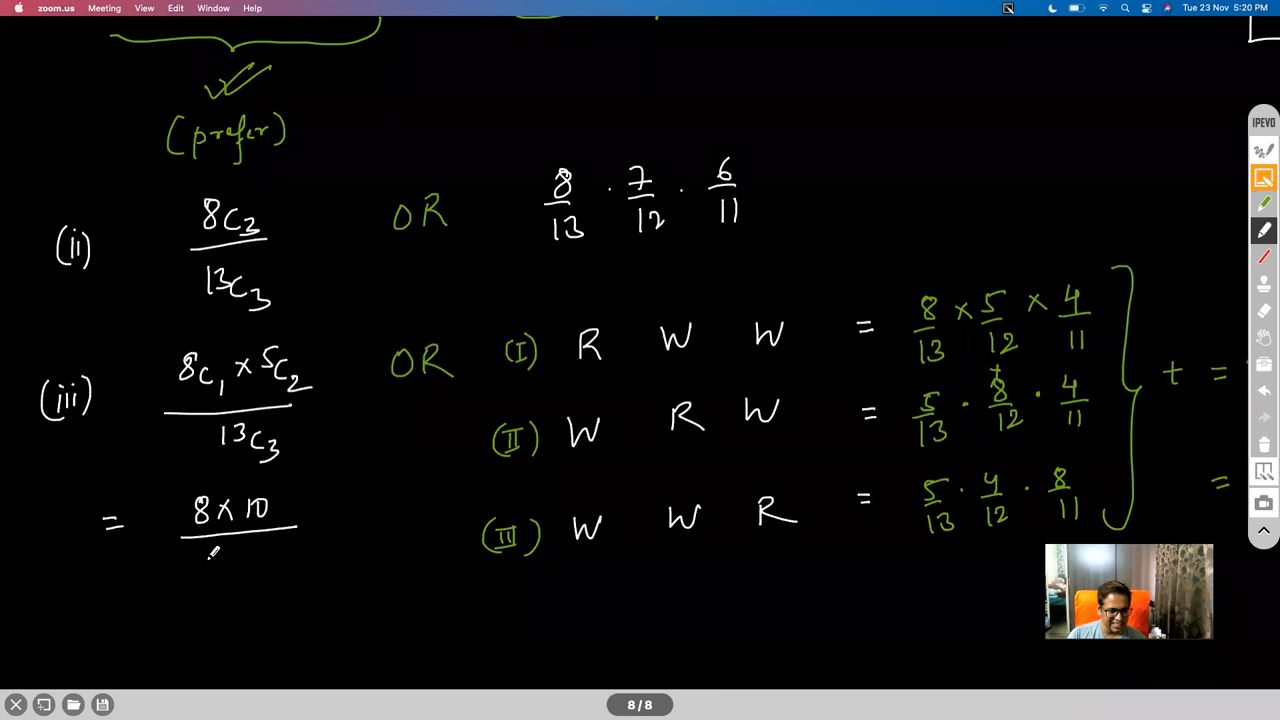 zoom.us Meeting View Edit Window Help Tue 23 Nov 5:20 PM
(prefer)
IPEVO
(ii) 8C3 / 13C3 OR 8/13 · 7/12 · 6/11
(iii) 8C1 × 5C2 / 13C3 OR (I) R W W = 8/13 × 5/12 × 4/11
(II) W R W = 5/13 · 8/12 · 4/11
+ =
= 8 × 10
(III) W W R = 5/13 · 4/12 · 8/11
=
8 / 8